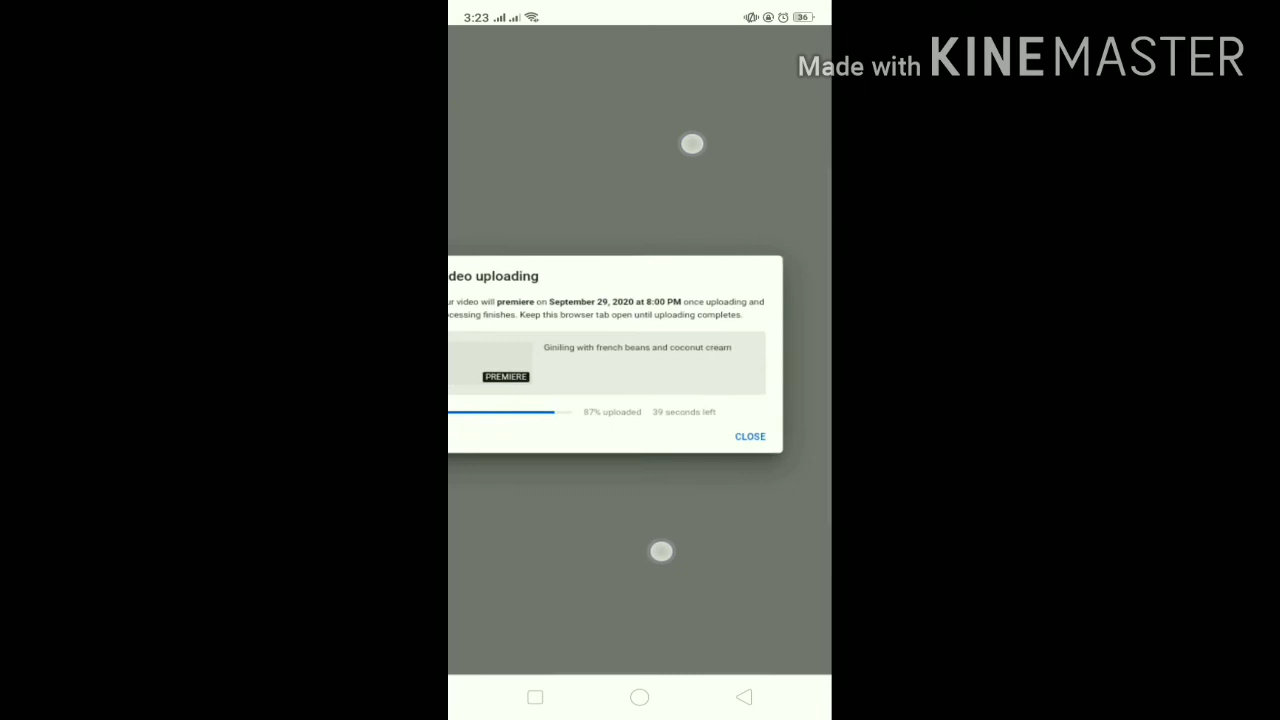 3:23
36
Made with KINEMASTER
deo uploading
ur video will premiere on September 29, 2020 at 8:00 PM once uploading and
cessing finishes. Keep this browser tab open until uploading completes.
Giniling with french beans and coconut cream
PREMIERE
87% uploaded 39 seconds left
CLOSE